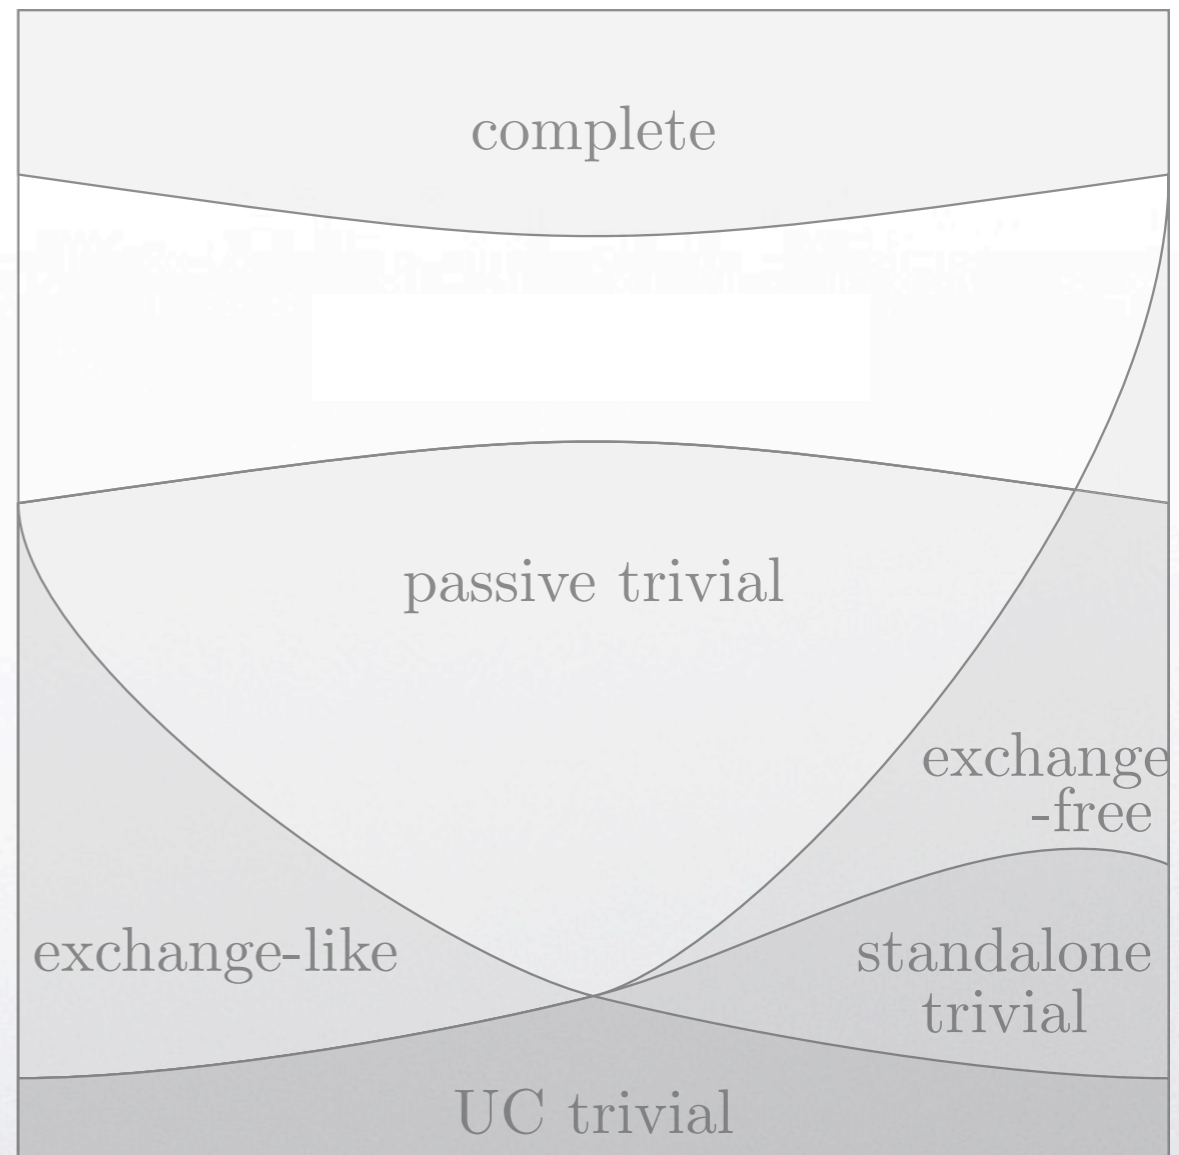 complete
passive trivial
exchange
-free
exchange-like
standalone
trivial
UC trivial